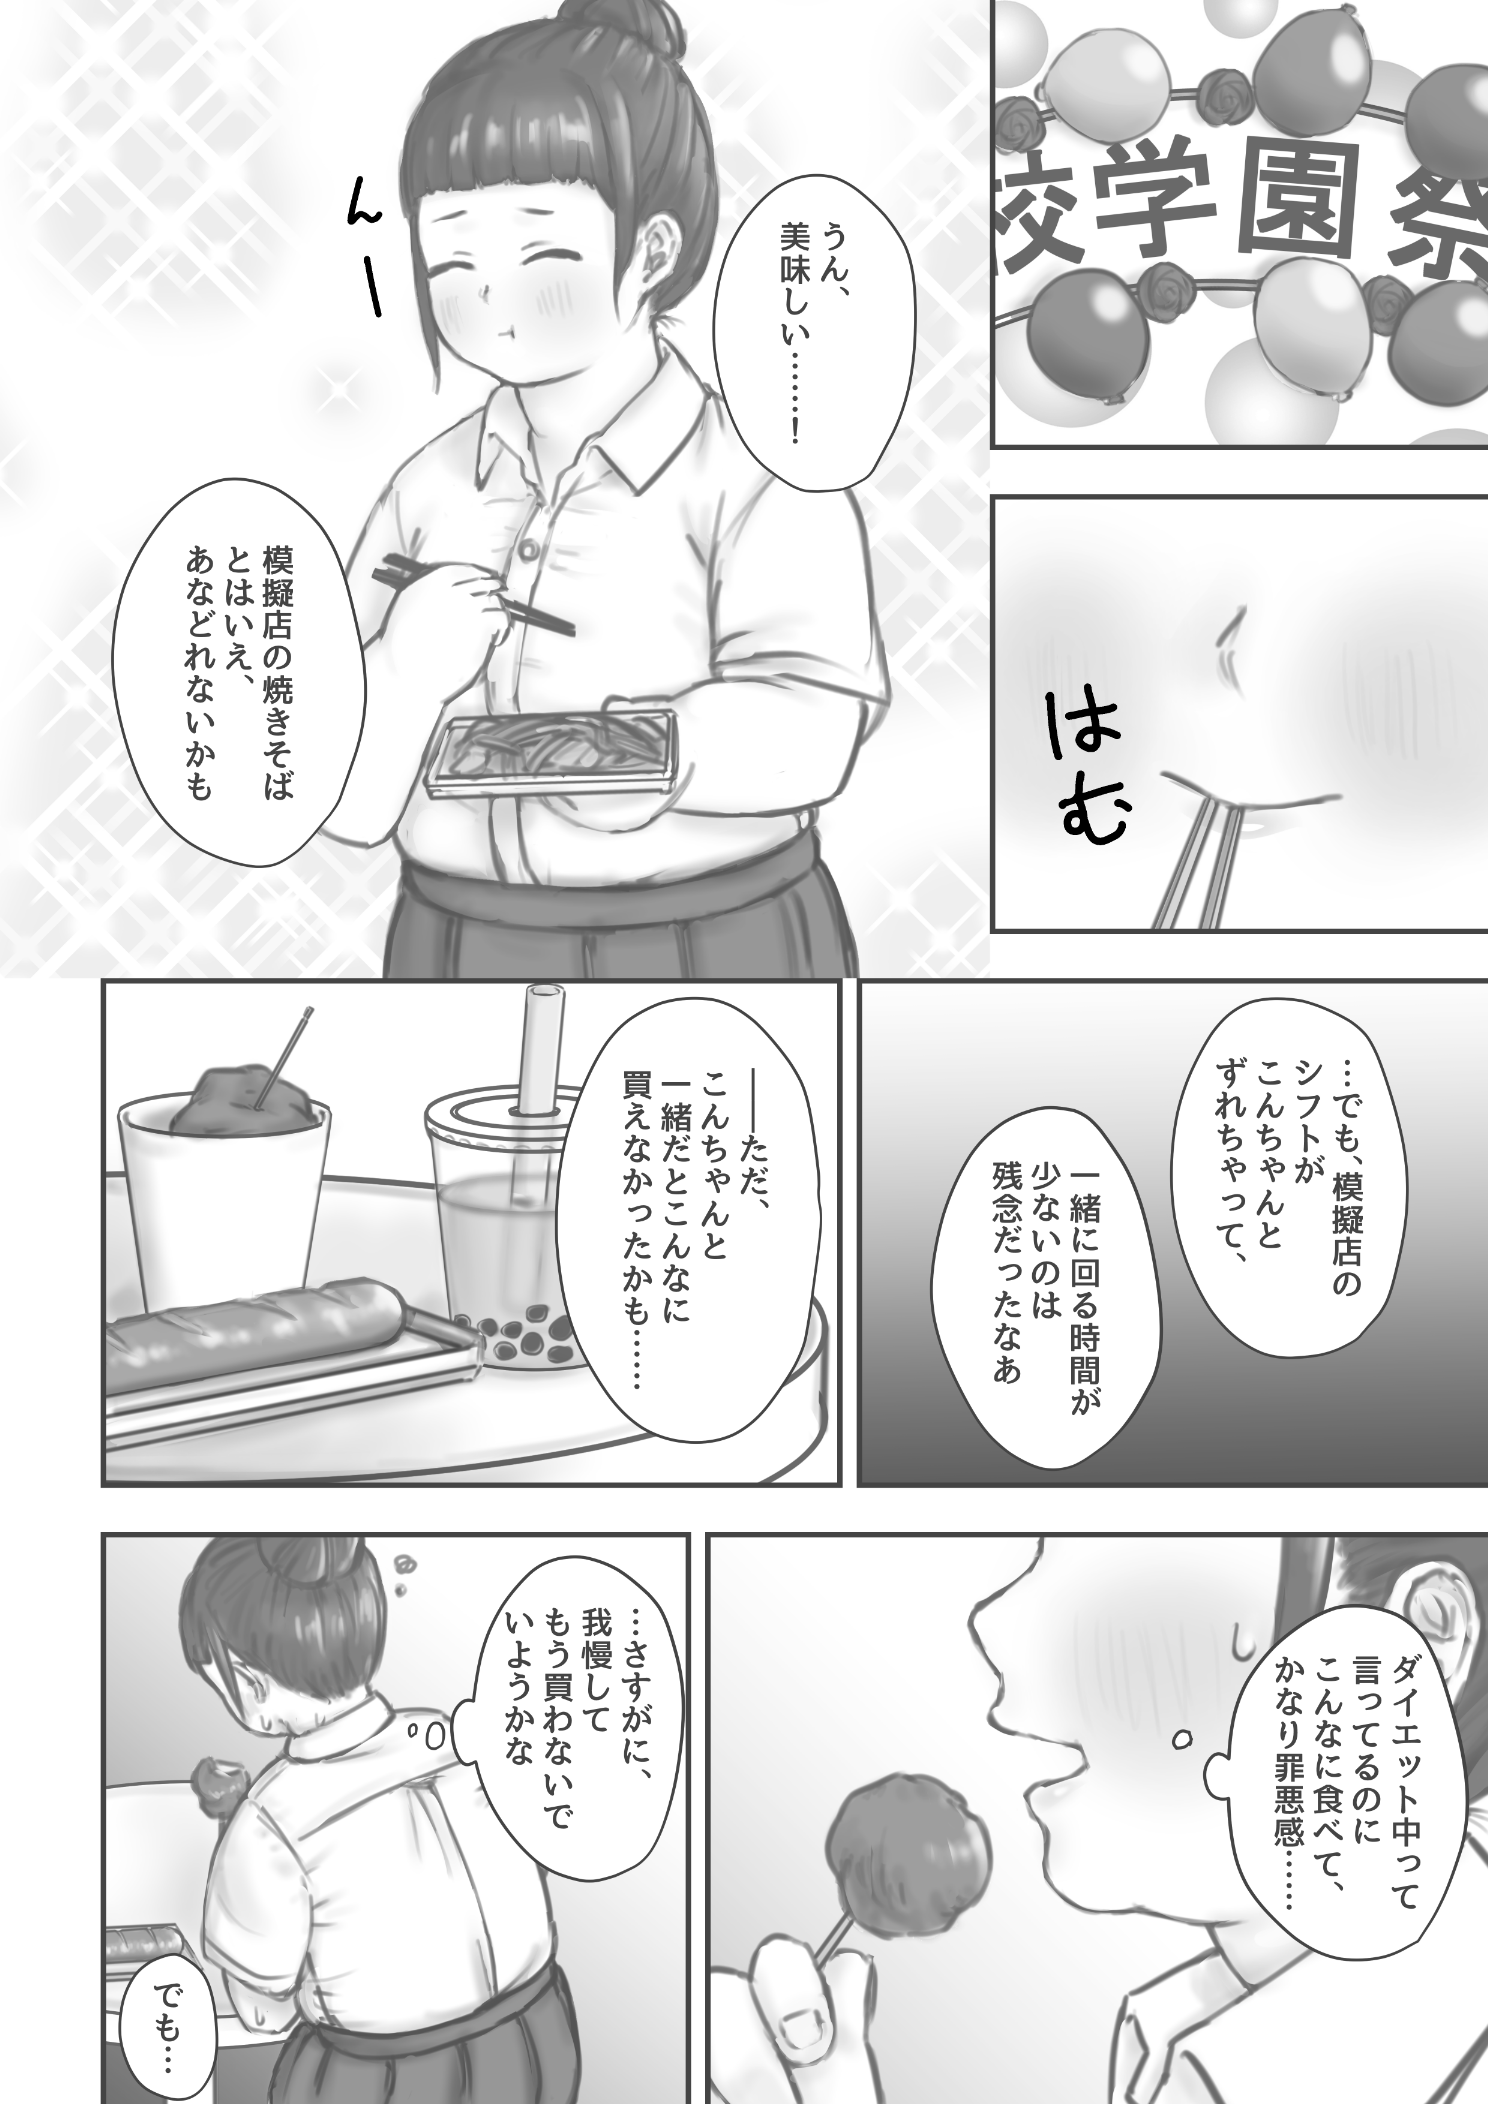 校学園祭
はむ
んー
うん、
美味しい………！
模擬店の焼きそば
とはいえ、
あなどれないかも
…でも、模擬店の
シフトが
こんちゃんと
ずれちゃって、
一緒に回る時間が
少ないのは
残念だったなあ
――ただ、
こんちゃんと
一緒だとこんなに
買えなかったかも……
ダイエット中って
言ってるのに
こんなに食べて、
かなり罪悪感……
…さすがに、
我慢して
もう買わないで
いようかな
でも…